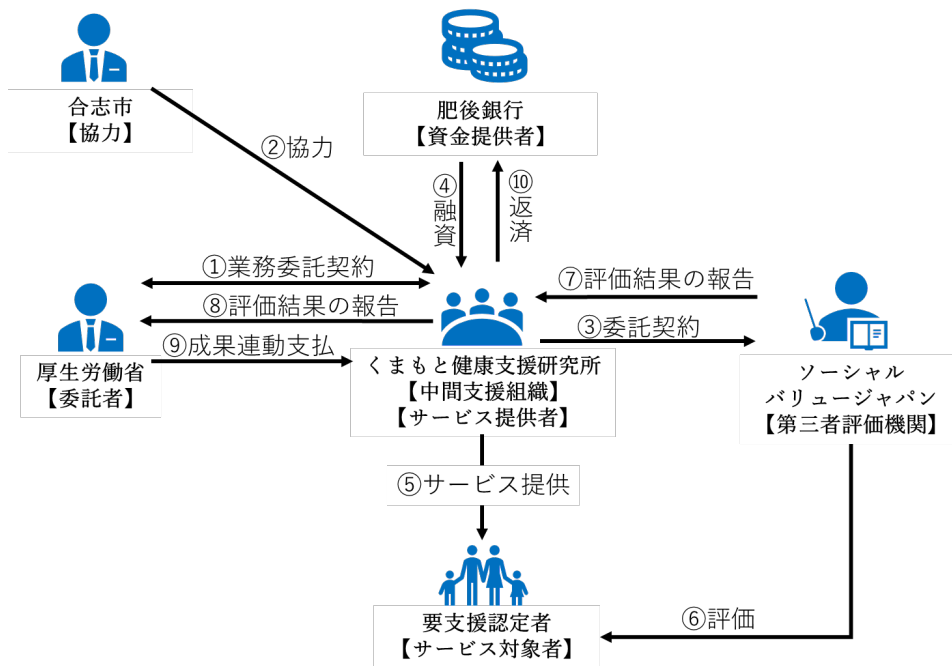 合志市
【協力】
肥後銀行
【資金提供者】
②協力
④融資
⑩返済
①業務委託契約
⑧評価結果の報告
⑨成果連動支払
⑦評価結果の報告
③委託契約
厚生労働省
【委託者】
くまもと健康支援研究所
【中間支援組織】
【サービス提供者】
ソーシャル
バリュージャパン
【第三者評価機関】
⑤サービス提供
要支援認定者
【サービス対象者】
⑥評価